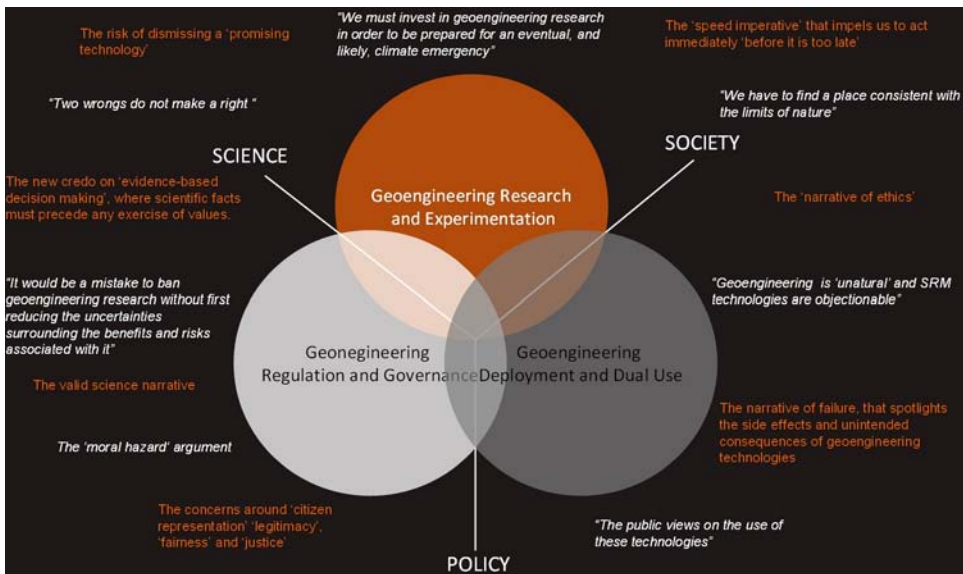 "We must invest in geoengineering research
in order to be prepared for an eventual, and
likely, climate emergency"
The risk of dismissing a 'promising
technology'
The 'speed imperative' that impels us to act
immediately 'before it is too late'
"Two wrongs do not make a right "
"We have to find a place consistent with
the limits of nature"
SCIENCE
SOCIETY
The new credo on 'evidence-based
decision making', where scientific facts
must precede any exercise of values.
Geoengineering Research
and Experimentation
The 'narrative of ethics'
"It would be a mistake to ban
geoengineering research without first
reducing the uncertainties
surrounding the benefits and risks
associated with it"
"Geoengineering is 'unatural' and SRM
technologies are objectionable"
Geonegineering
Regulation and Governance
Geoengineering
Deployment and Dual Use
The valid science narrative
The 'moral hazard' argument
The narrative of failure, that spotlights
the side effects and unintended
consequences of geoengineering
technologies
The concerns around 'citizen
representation' 'legitimacy',
'fairness' and 'justice'
"The public views on the use of
these technologies"
POLICY